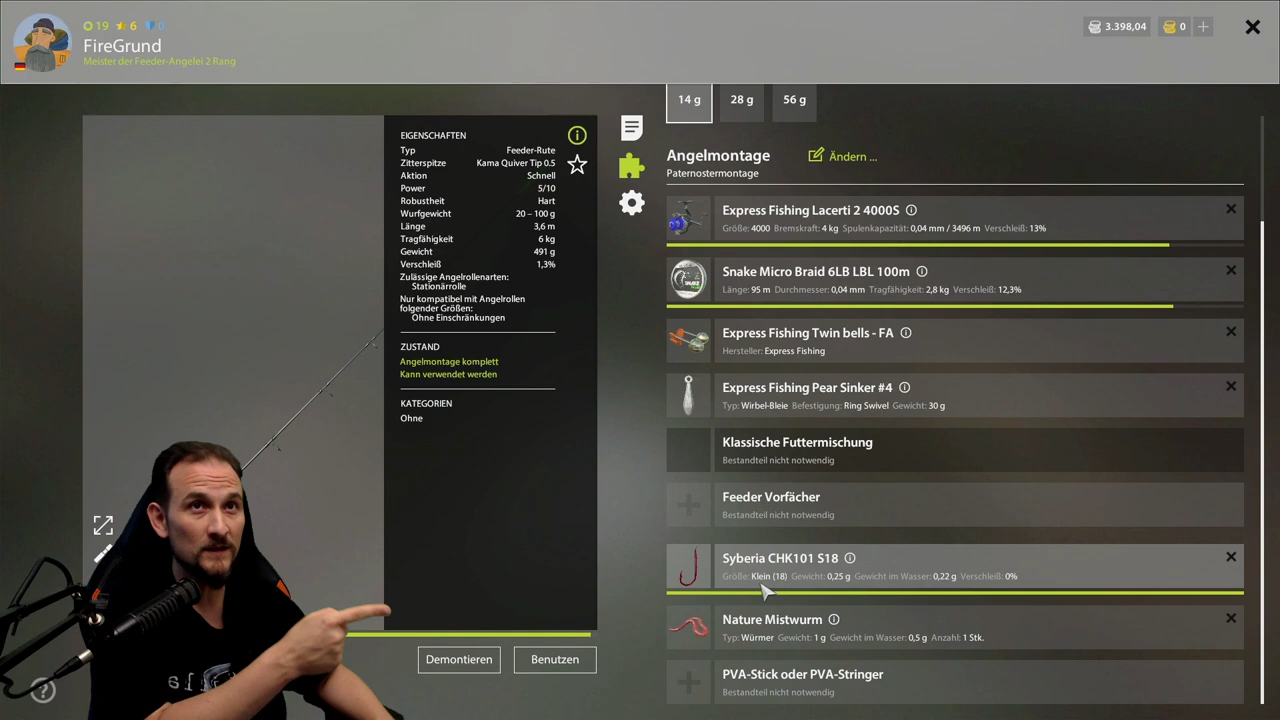 19 6 0
FireGrund
Meister der Feeder-Angelei 2 Rang
3.398,04
0
EIGENSCHAFTEN
Typ Feeder-Rute
Zitterspitze Kama Quiver Tip 0.5
Aktion Schnell
Power 5/10
Robustheit Hart
Wurfgewicht 20 – 100 g
Länge 3,6 m
Tragfähigkeit 6 kg
Gewicht 491 g
Verschleiß 1,3%
Zulässige Angelrollenarten:
Stationärrolle
Nur kompatibel mit Angelrollen
folgender Größen:
Ohne Einschränkungen
ZUSTAND
Angelmontage komplett
Kann verwendet werden
KATEGORIEN
Ohne
Demontieren
Benutzen
14 g
28 g
56 g
Angelmontage
Ändern ...
Paternostermontage
Express Fishing Lacerti 2 4000S
Größe: 4000 Bremskraft: 4 kg Spulenkapazität: 0,04 mm / 3496 m Verschleiß: 13%
Snake Micro Braid 6LB LBL 100m
Länge: 95 m Durchmesser: 0,04 mm Tragfähigkeit: 2,8 kg Verschleiß: 12,3%
Express Fishing Twin bells - FA
Hersteller: Express Fishing
Express Fishing Pear Sinker #4
Typ: Wirbel-Bleie Befestigung: Ring Swivel Gewicht: 30 g
Klassische Futtermischung
Bestandteil nicht notwendig
Feeder Vorfächer
Bestandteil nicht notwendig
Syberia CHK101 S18
Größe: Klein (18) Gewicht: 0,25 g Gewicht im Wasser: 0,22 g Verschleiß: 0%
Nature Mistwurm
Typ: Würmer Gewicht: 1 g Gewicht im Wasser: 0,5 g Anzahl: 1 Stk.
PVA-Stick oder PVA-Stringer
Bestandteil nicht notwendig